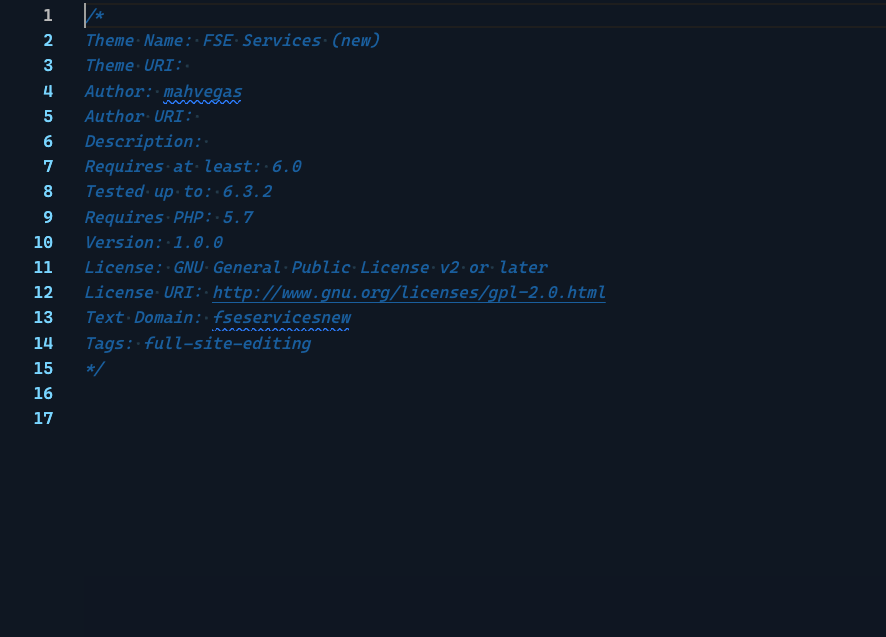 1 /*
2 Theme Name: FSE Services (new)
3 Theme URI:
4 Author: mahvegas
5 Author URI:
6 Description:
7 Requires at least: 6.0
8 Tested up to: 6.3.2
9 Requires PHP: 5.7
10 Version: 1.0.0
11 License: GNU General Public License v2 or later
12 License URI: http://www.gnu.org/licenses/gpl-2.0.html
13 Text Domain: fseservicesnew
14 Tags: full-site-editing
15 */
16
17